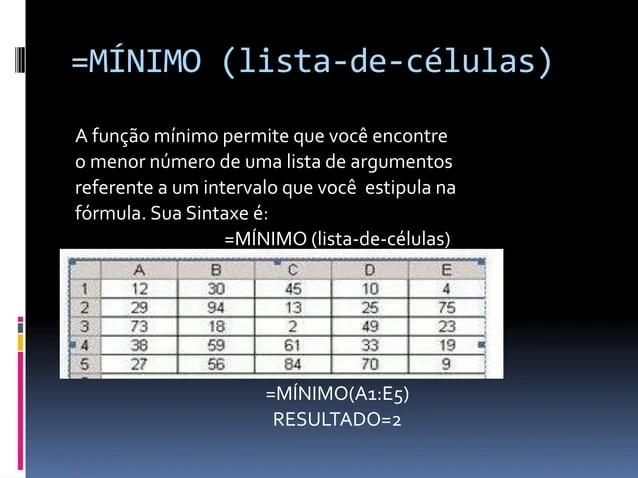 =MÍNIMO (lista-de-células)
A função mínimo permite que você encontre
o menor número de uma lista de argumentos
referente a um intervalo que você estipula na
fórmula. Sua Sintaxe é:
=MÍNIMO (lista-de-células)
A B C D E
1 12 30 45 10 4
2 29 94 13 25 75
3 73 18 2 49 23
4 38 59 61 33 19
5 27 56 84 70 9
=MÍNIMO(A1:E5)
RESULTADO=2